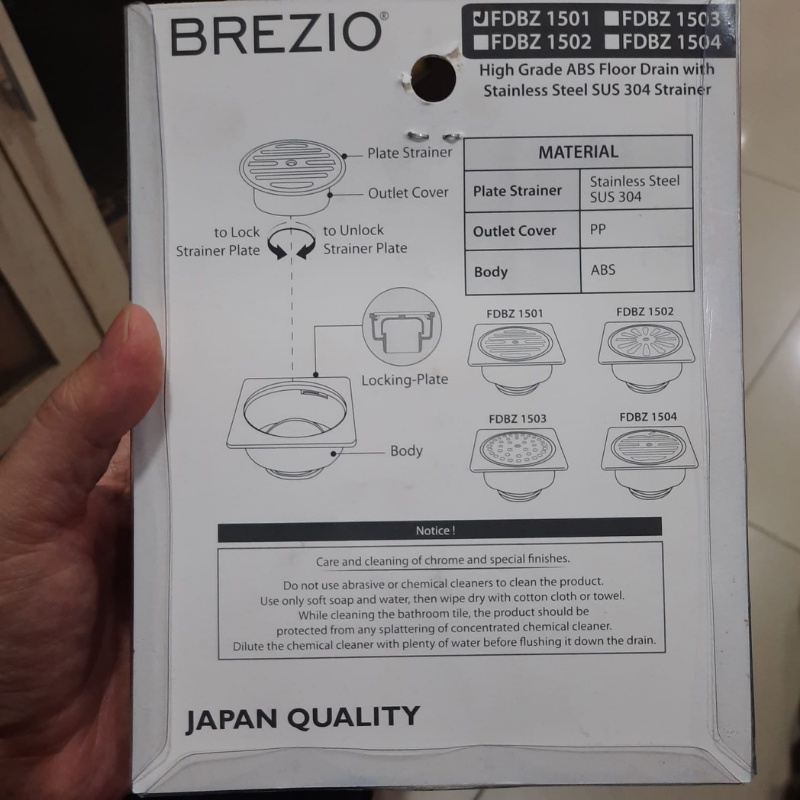 BREZIO®
FDBZ 1501 FDBZ 1503
FDBZ 1502 FDBZ 1504
High Grade ABS Floor Drain with
Stainless Steel SUS 304 Strainer
Plate Strainer
Outlet Cover
to Lock
Strainer Plate
to Unlock
Strainer Plate
Locking-Plate
Body
MATERIAL
Plate Strainer Stainless Steel
SUS 304
Outlet Cover PP
Body ABS
FDBZ 1501 FDBZ 1502
FDBZ 1503 FDBZ 1504
Notice !
Care and cleaning of chrome and special finishes.
Do not use abrasive or chemical cleaners to clean the product.
Use only soft soap and water, then wipe dry with cotton cloth or towel.
While cleaning the bathroom tile, the product should be
protected from any splattering of concentrated chemical cleaner.
Dilute the chemical cleaner with plenty of water before flushing it down the drain.
JAPAN QUALITY